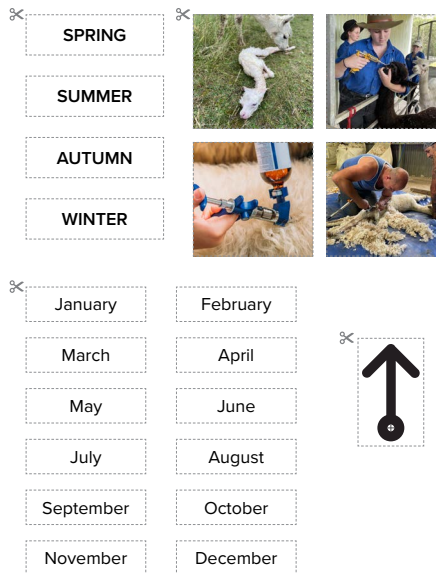 SPRING
SUMMER
AUTUMN
WINTER
January
February
March
April
May
June
July
August
September
October
November
December